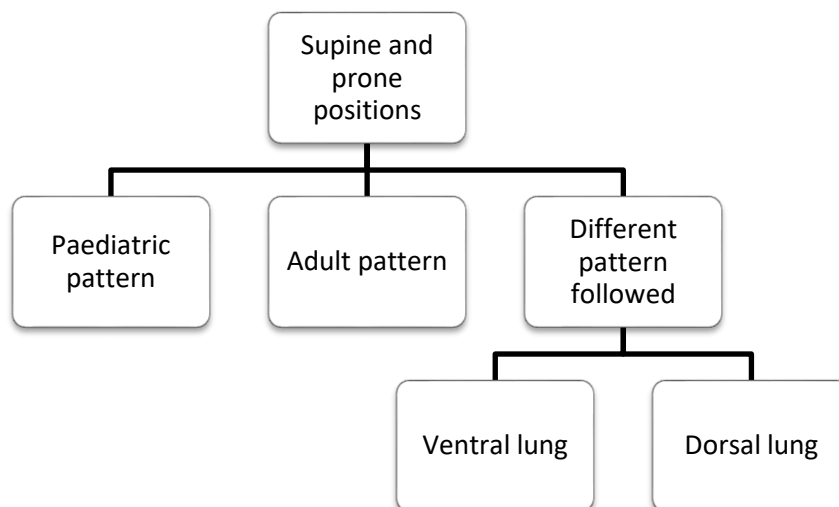 Supine and
prone
positions
Paediatric
pattern
Adult pattern
Different
pattern
followed
Ventral lung
Dorsal lung